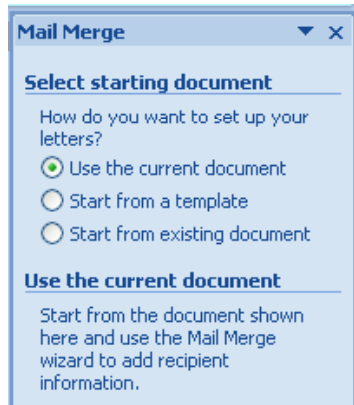 Mail Merge
Select starting document
How do you want to set up your
letters?
Use the current document
Start from a template
Start from existing document
Use the current document
Start from the document shown
here and use the Mail Merge
wizard to add recipient
information.